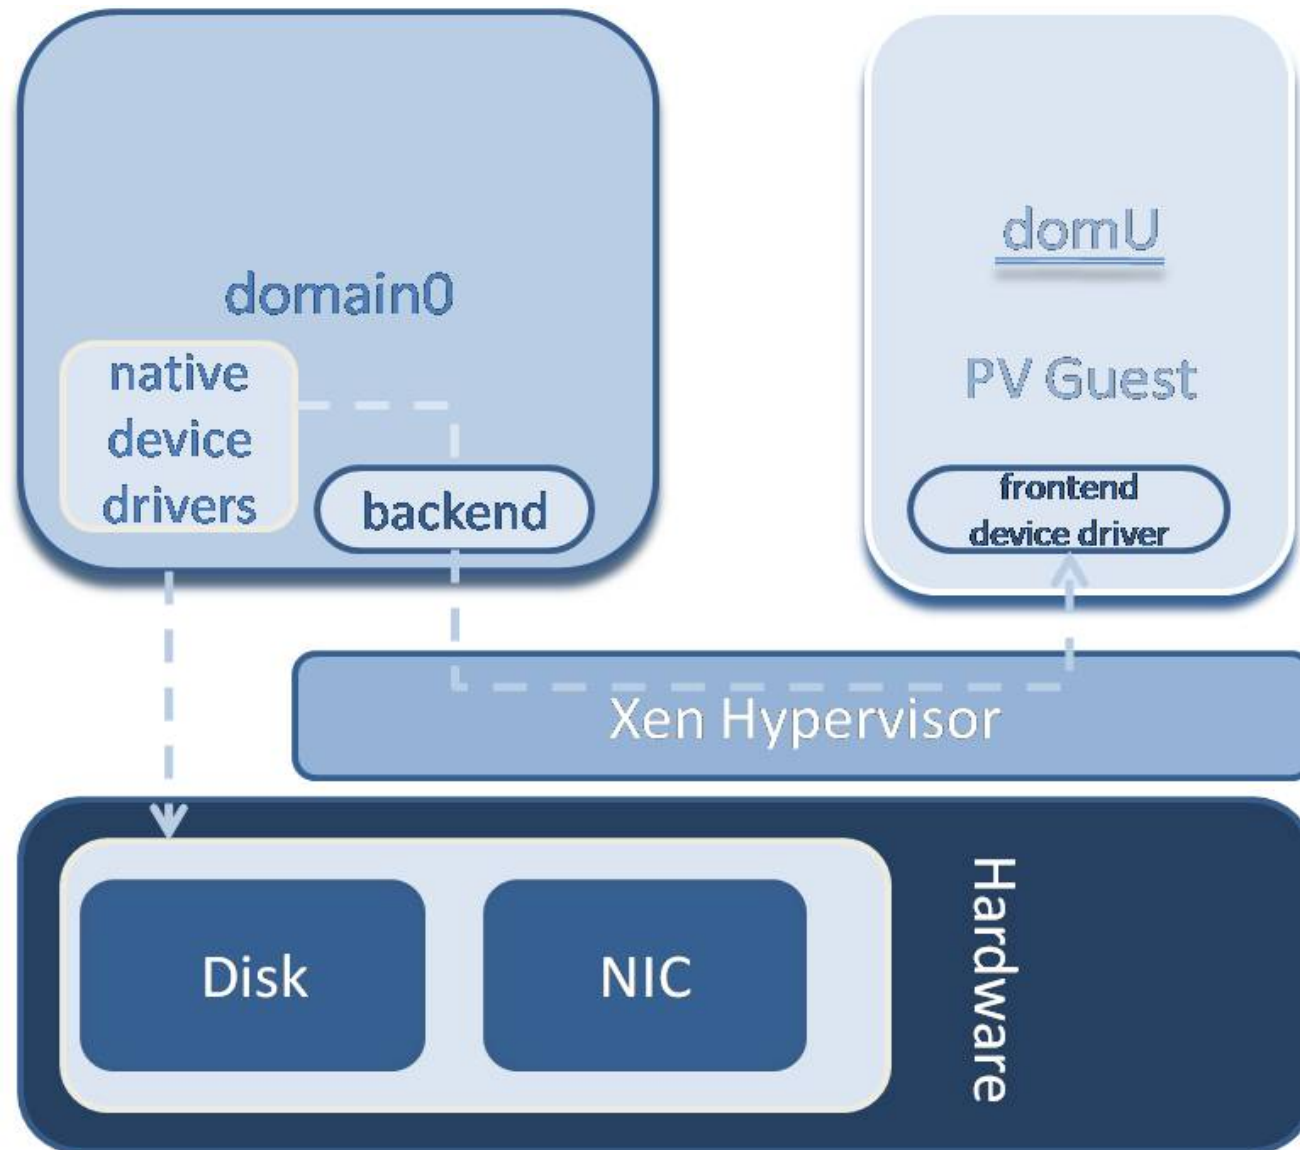 domain0
native
device
drivers
backend
domU
PV Guest
frontend
device driver
Xen Hypervisor
Disk
NIC
Hardware